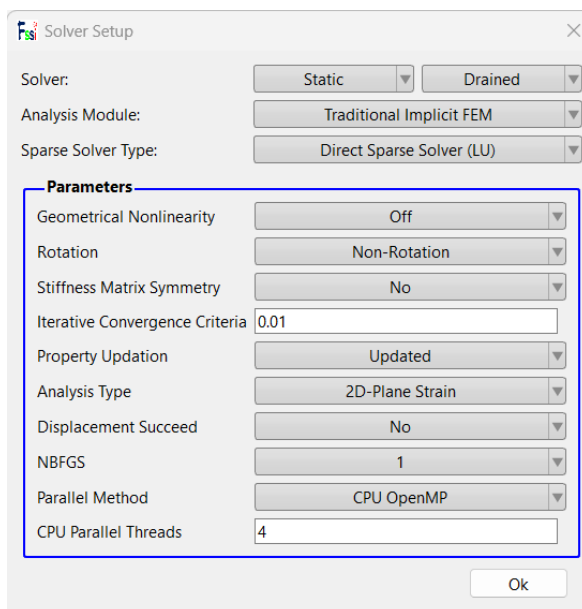 Fssi Solver Setup
Solver: Static Drained
Analysis Module: Traditional Implicit FEM
Sparse Solver Type: Direct Sparse Solver (LU)
Parameters
Geometrical Nonlinearity Off
Rotation Non-Rotation
Stiffness Matrix Symmetry No
Iterative Convergence Criteria 0.01
Property Updation Updated
Analysis Type 2D-Plane Strain
Displacement Succeed No
NBFGS 1
Parallel Method CPU OpenMP
CPU Parallel Threads 4
Ok